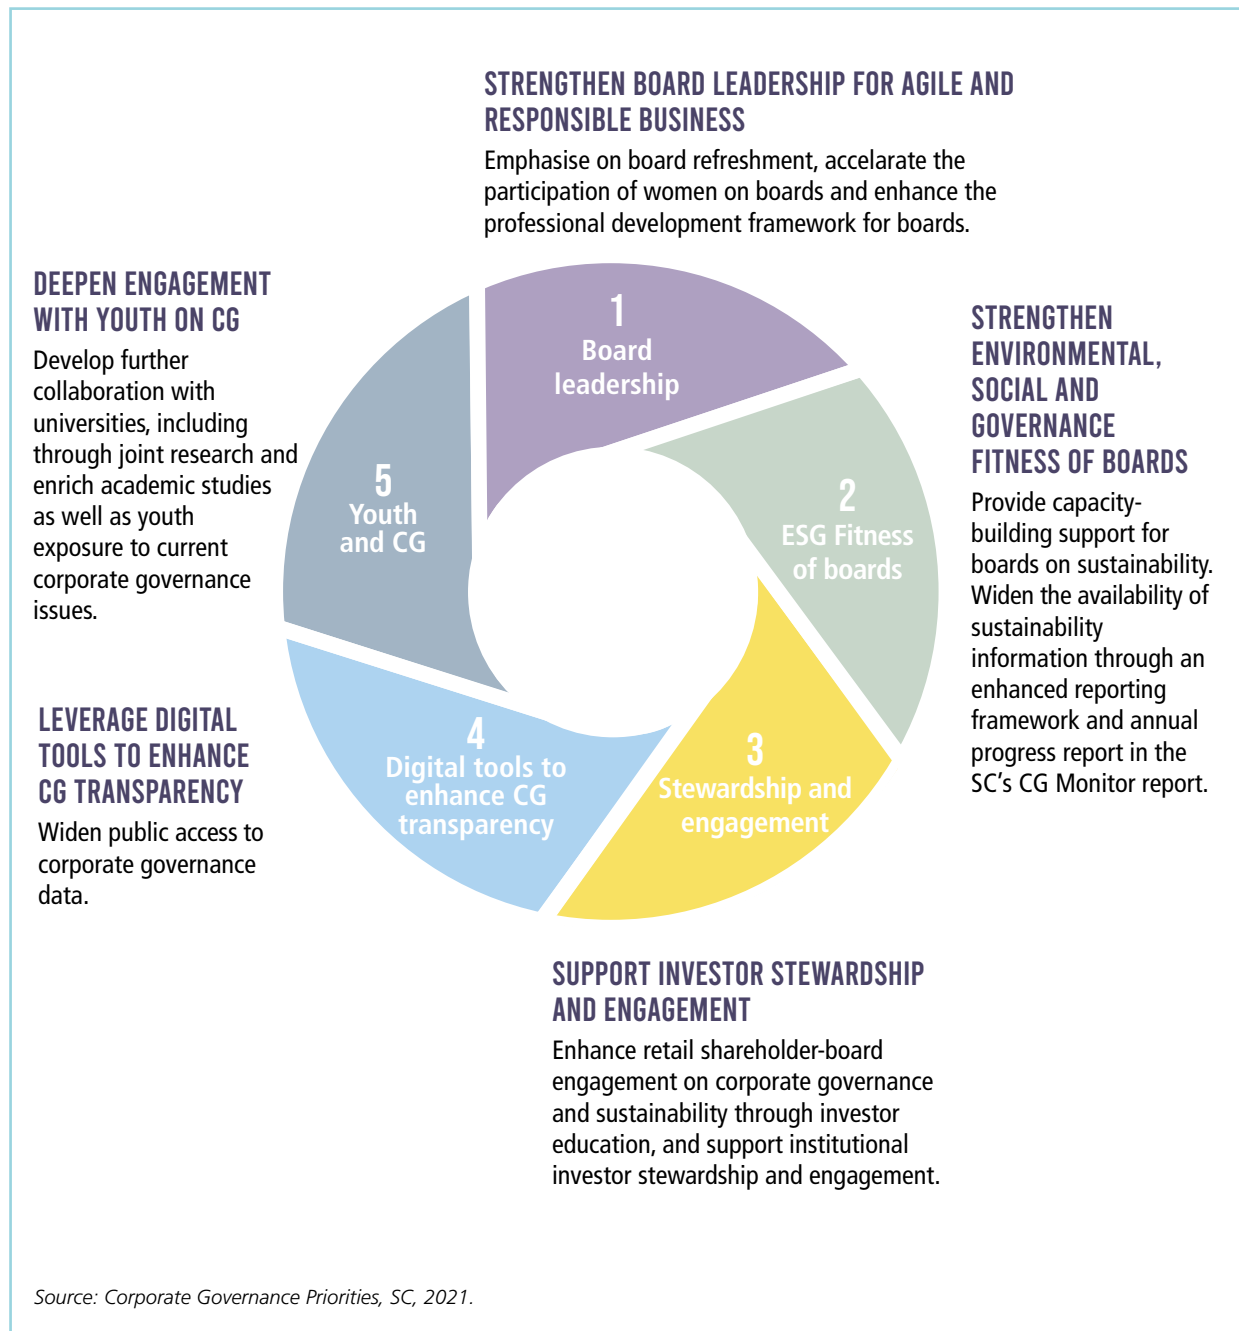 STRENGTHEN BOARD LEADERSHIP FOR AGILE AND
RESPONSIBLE BUSINESS
Emphasise on board refreshment, accelarate the
participation of women on boards and enhance the
professional development framework for boards.
1
Board
leadership
STRENGTHEN
ENVIRONMENTAL,
SOCIAL AND
GOVERNANCE
FITNESS OF BOARDS
Provide capacity-
building support for
boards on sustainability.
Widen the availability of
sustainability
information through an
enhanced reporting
framework and annual
progress report in the
SC’s CG Monitor report.
2
ESG Fitness
of boards
3
Stewardship and
engagement
SUPPORT INVESTOR STEWARDSHIP
AND ENGAGEMENT
Enhance retail shareholder-board
engagement on corporate governance
and sustainability through investor
education, and support institutional
investor stewardship and engagement.
4
Digital tools to
enhance CG
transparency
LEVERAGE DIGITAL
TOOLS TO ENHANCE
CG TRANSPARENCY
Widen public access to
corporate governance
data.
5
Youth
and CG
DEEPEN ENGAGEMENT
WITH YOUTH ON CG
Develop further
collaboration with
universities, including
through joint research and
enrich academic studies
as well as youth
exposure to current
corporate governance
issues.
Source: Corporate Governance Priorities, SC, 2021.